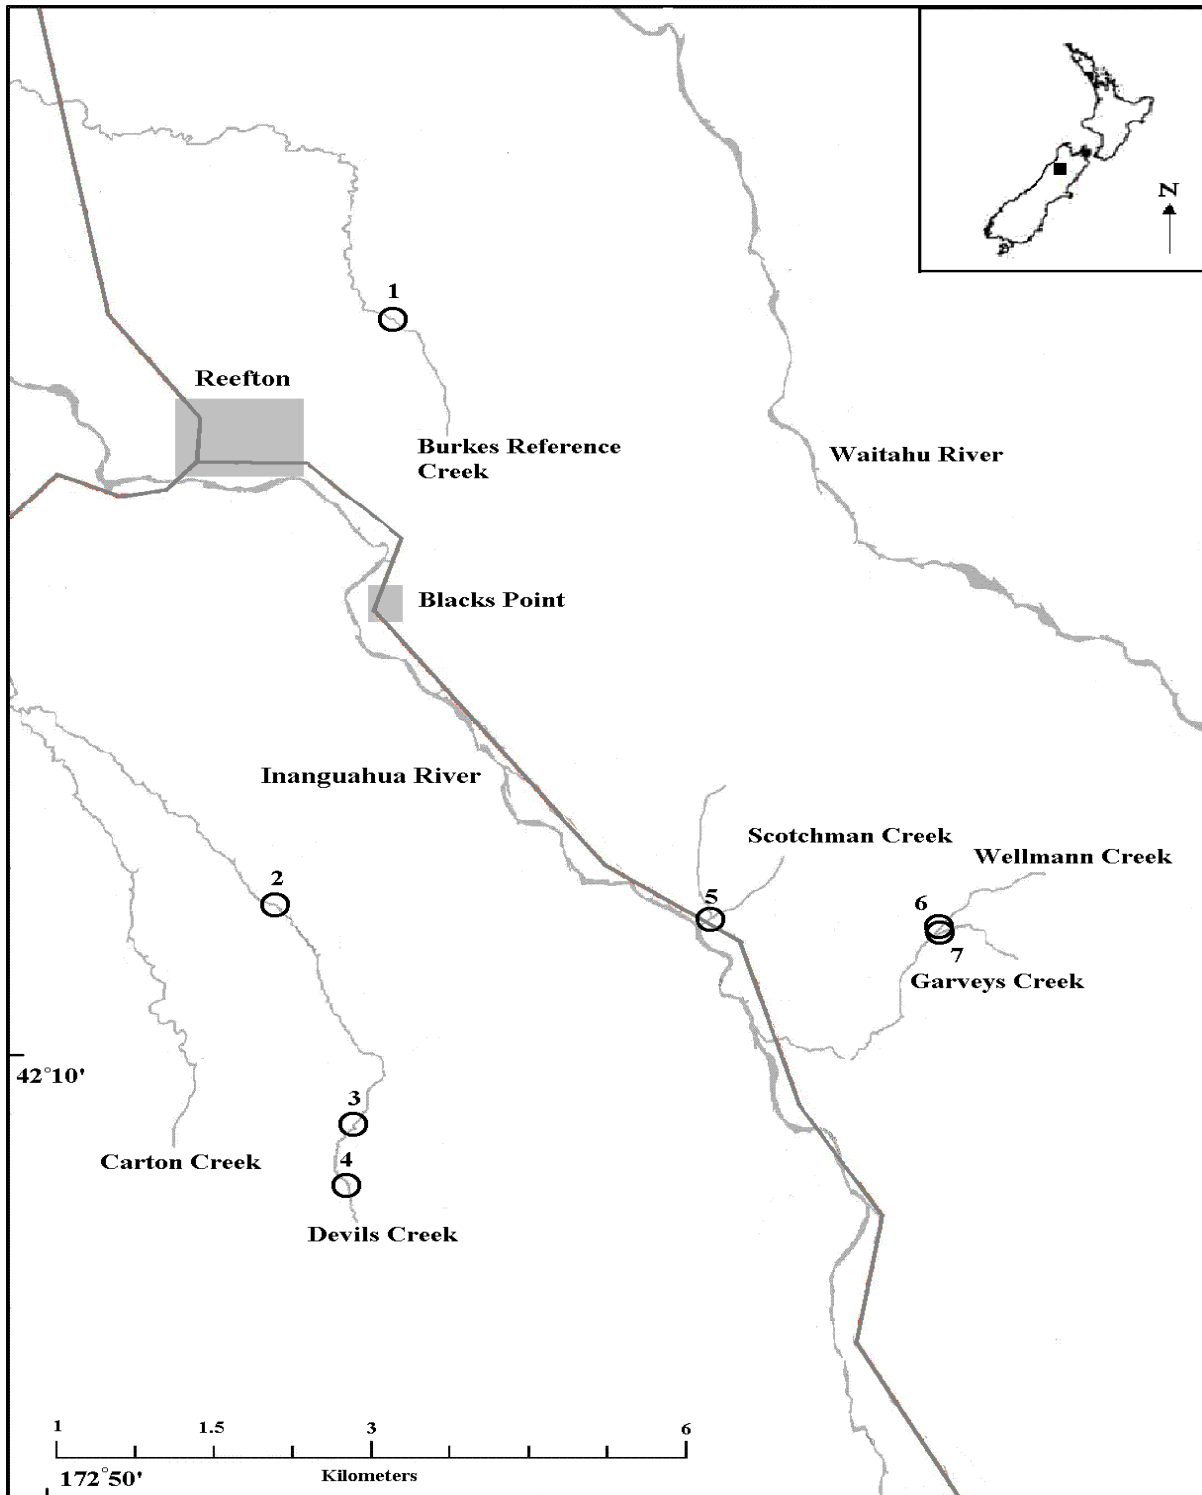 N
1
Reefton
Burkes Reference
Creek
Waitahu River
Blacks Point
Inanguahua River
Scotchman Creek
Wellmann Creek
2
5
6
7
Garveys Creek
42°10'
3
Carton Creek
4
Devils Creek
1 1.5 3 6
Kilometers
172°50'